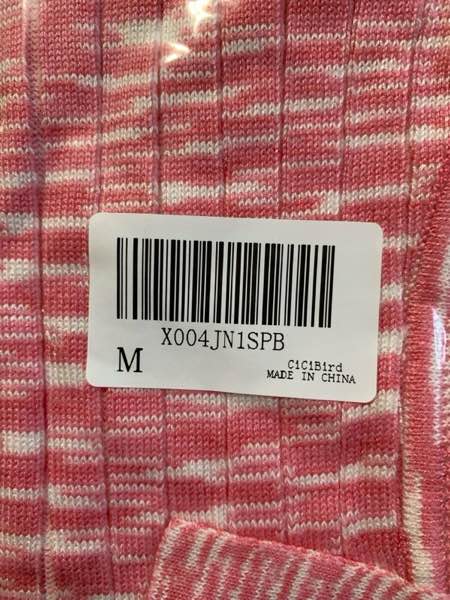 X004JN1SPB
M
CiCiBird
MADE IN CHINA